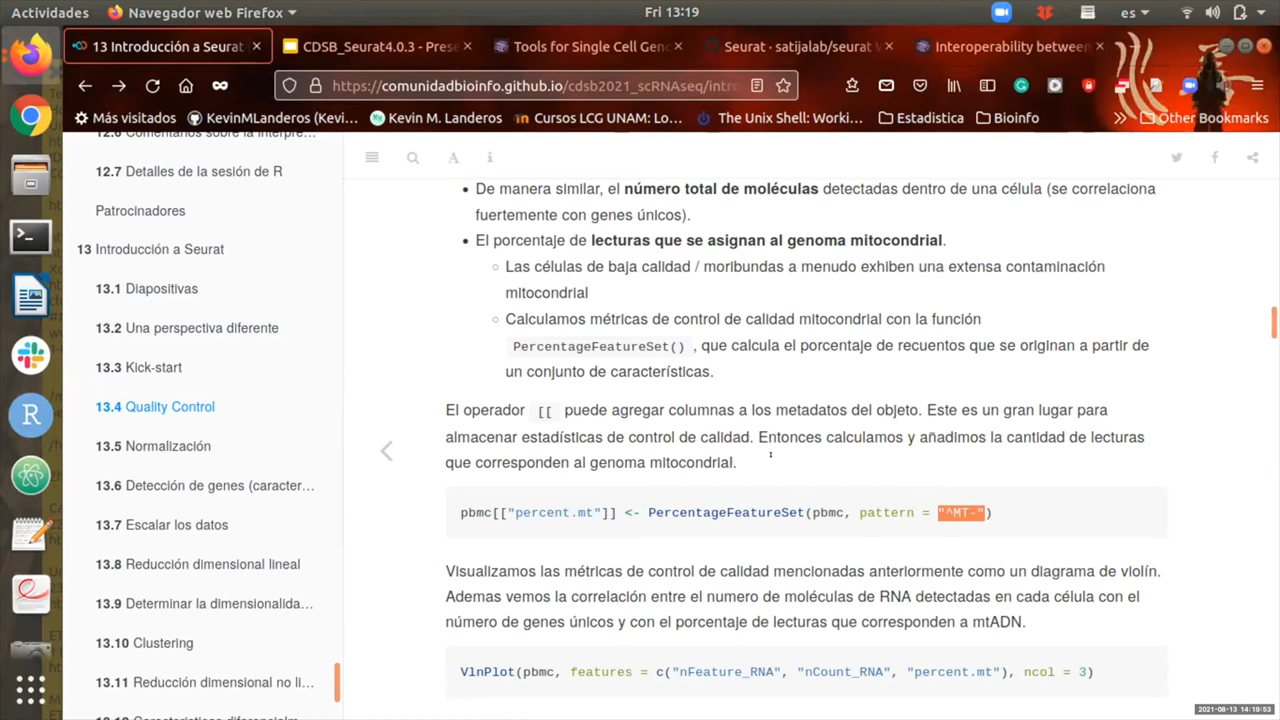 Actividades
Navegador web Firefox
Fri 13:19
es
13 Introducción a Seurat
CDSB_Seurat4.0.3 - Prese
Tools for Single Cell Geno
Seurat · satijalab/seurat W
Interoperability between
https://comunidadbioinfo.github.io/cdsb2021_scRNAseq/intro
Más visitados
KevinMLanderos (Kevi…
Kevin M. Landeros
Cursos LCG UNAM: Lo…
The Unix Shell: Worki…
Estadistica
Bioinfo
Other Bookmarks
12.7 Detalles de la sesión de R
Patrocinadores
13 Introducción a Seurat
13.1 Diapositivas
13.2 Una perspectiva diferente
13.3 Kick-start
13.4 Quality Control
13.5 Normalización
13.6 Detección de genes (caracter…
13.7 Escalar los datos
13.8 Reducción dimensional lineal
13.9 Determinar la dimensionalida…
13.10 Clustering
13.11 Reducción dimensional no li…
• De manera similar, el número total de moléculas detectadas dentro de una célula (se correlaciona
fuertemente con genes únicos).
• El porcentaje de lecturas que se asignan al genoma mitocondrial.
○ Las células de baja calidad / moribundas a menudo exhiben una extensa contaminación
mitocondrial
○ Calculamos métricas de control de calidad mitocondrial con la función
PercentageFeatureSet() , que calcula el porcentaje de recuentos que se originan a partir de
un conjunto de características.
El operador [[ puede agregar columnas a los metadatos del objeto. Este es un gran lugar para
almacenar estadísticas de control de calidad. Entonces calculamos y añadimos la cantidad de lecturas
que corresponden al genoma mitocondrial.
pbmc[["percent.mt"]] <- PercentageFeatureSet(pbmc, pattern = "^MT-")
Visualizamos las métricas de control de calidad mencionadas anteriormente como un diagrama de violín.
Ademas vemos la correlación entre el numero de moléculas de RNA detectadas en cada célula con el
número de genes únicos y con el porcentaje de lecturas que corresponden a mtADN.
VlnPlot(pbmc, features = c("nFeature_RNA", "nCount_RNA", "percent.mt"), ncol = 3)
2021-08-13 14:19:53